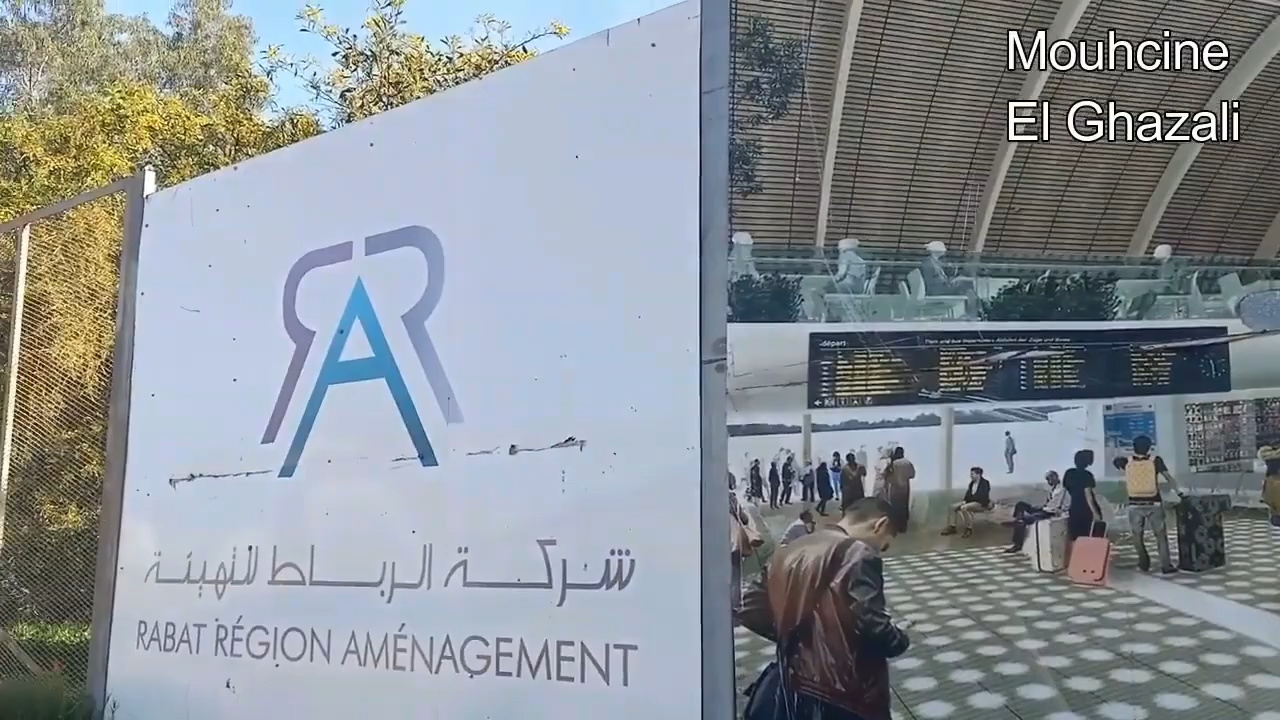 Mouhcine
El Ghazali
RAR
شركة الرباط للتهيئة
RABAT RÉGION AMÉNAGEMENT
départ